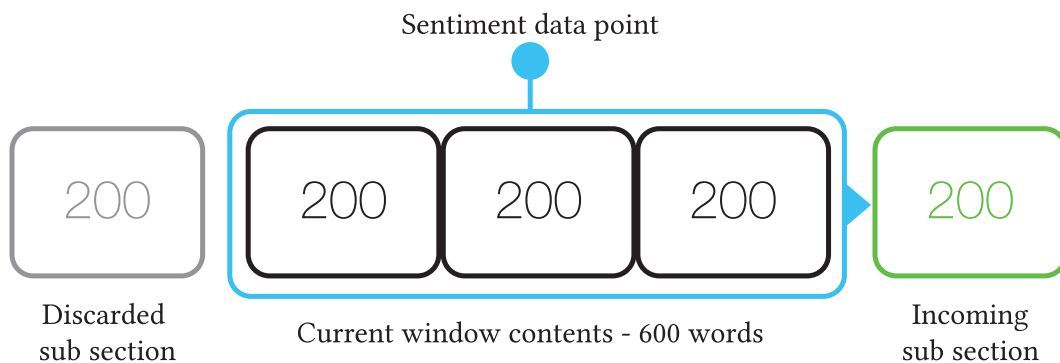 Sentiment data point
200
200
200
200
200
Discarded
sub section
Current window contents - 600 words
Incoming
sub section